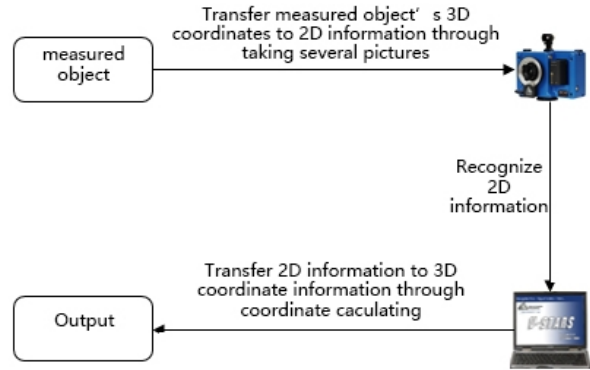 Transfer measured object's 3D
coordinates to 2D information through
taking several pictures
measured
object
Recognize
2D
information
Transfer 2D information to 3D
coordinate information through
coordinate caculating
Output
V-STARS